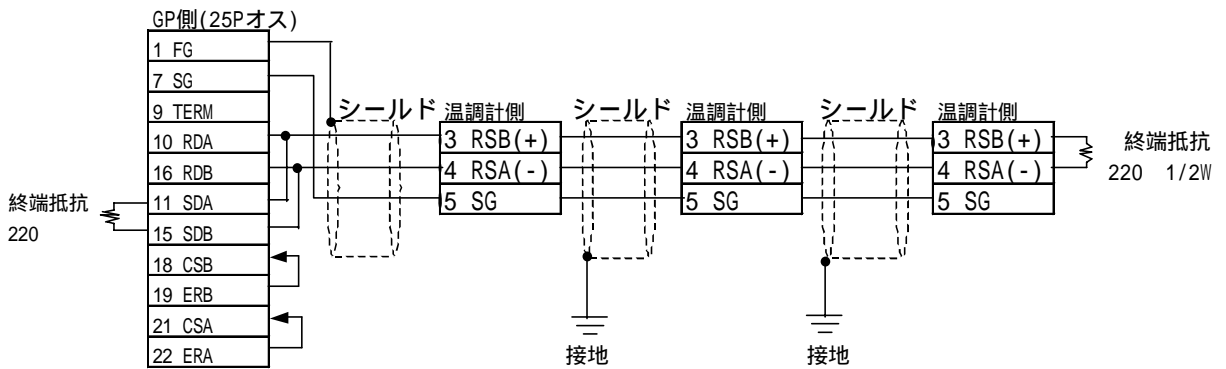 GP側(25Pオス)
1 FG
7 SG
9 TERM
10 RDA
16 RDB
11 SDA
15 SDB
18 CSB
19 ERB
21 CSA
22 ERA
終端抵抗
220
シールド
温調計側
3 RSB(+)
4 RSA(-)
5 SG
シールド
接地
温調計側
3 RSB(+)
4 RSA(-)
5 SG
シールド
接地
温調計側
3 RSB(+)
4 RSA(-)
5 SG
終端抵抗
220 1/2W